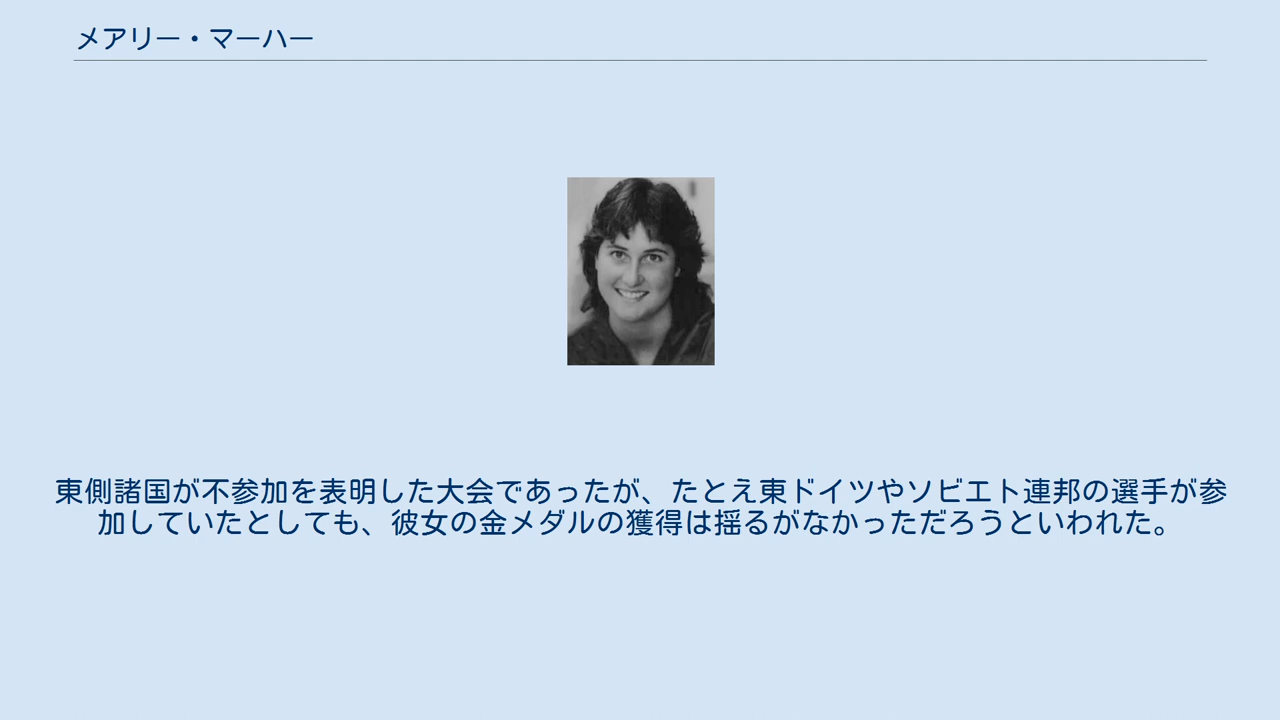 メアリー・マーハー
東側諸国が不参加を表明した大会であったが、たとえ東ドイツやソビエト連邦の選手が参
加していたとしても、彼女の金メダルの獲得は揺るがなかっただろうといわれた。